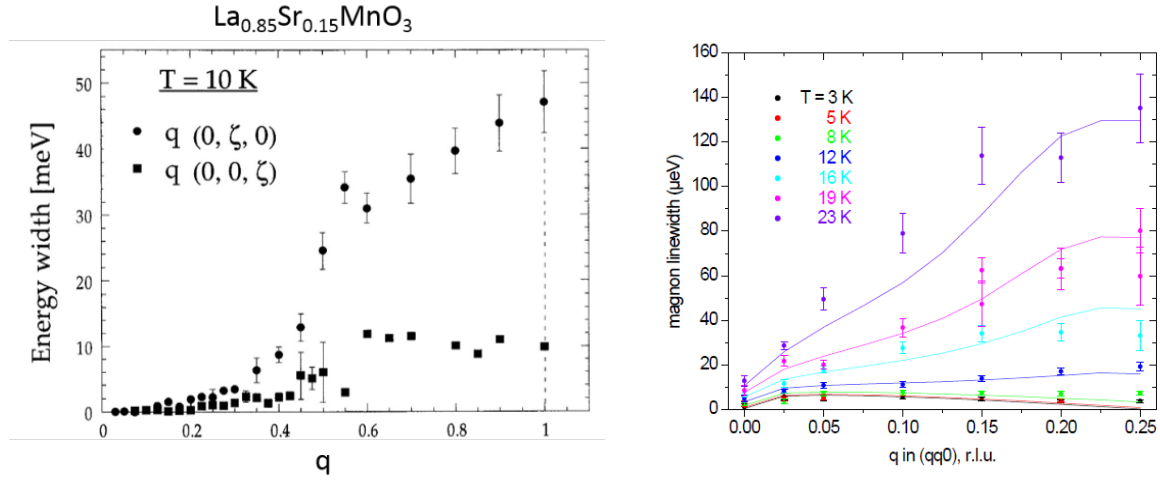 La₀.₈₅Sr₀.₁₅MnO₃
T = 10 K
q (0, ζ, 0)
q (0, 0, ζ)
Energy width [meV]
50
40
30
20
10
0
0
0.2
0.4
0.6
0.8
1
q
160
140
120
100
80
60
40
20
0
magnon linewidth (µeV)
T = 3 K
5 K
8 K
12 K
16 K
19 K
23 K
0.00
0.05
0.10
0.15
0.20
0.25
q in (qq0), r.l.u.